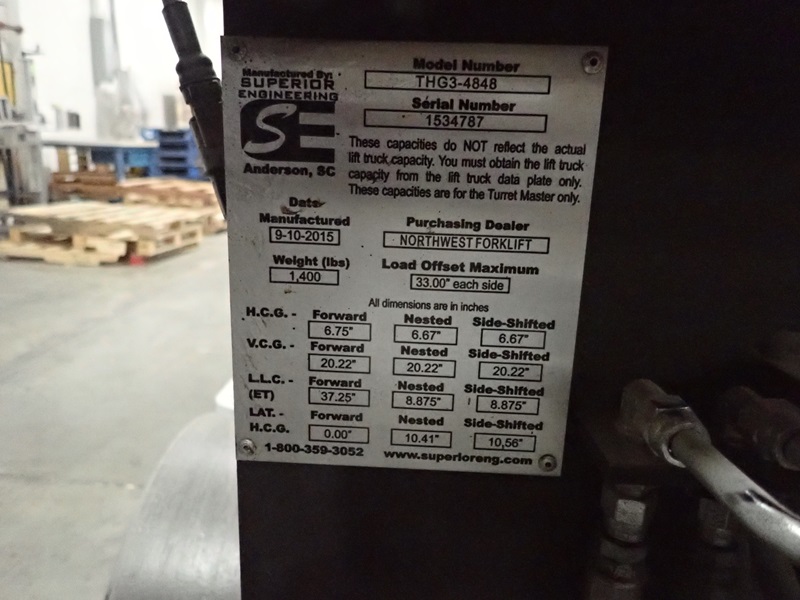 Manufactured By:
SUPERIOR
ENGINEERING
SE
Anderson, SC
Model Number
THG3-4848
Serial Number
1534787
These capacities do NOT reflect the actual
lift truck capacity. You must obtain the lift truck
capacity from the lift truck data plate only.
These capacities are for the Turret Master only.
Date
Manufactured
9-10-2015
Purchasing Dealer
NORTHWEST FORKLIFT
Weight (lbs)
1,400
Load Offset Maximum
33.00" each side
All dimensions are in inches
H.C.G. - Forward Nested Side-Shifted
6.75" 6.67" 6.67"
V.C.G. - Forward Nested Side-Shifted
20.22" 20.22" 20.22"
L.L.C. - Forward Nested Side-Shifted
(ET) 37.25" 8.875" 8.875"
LAT. - Forward Nested Side-Shifted
H.C.G. 0.00" 10.41" 10,56"
1-800-359-3052 www.superioreng.com